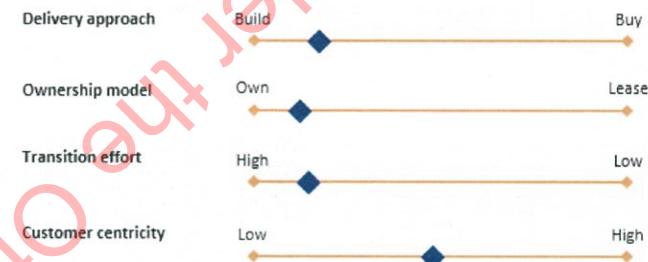 Delivery approach Build Buy
Ownership model Own Lease
Transition effort High Low
Customer centricity Low High